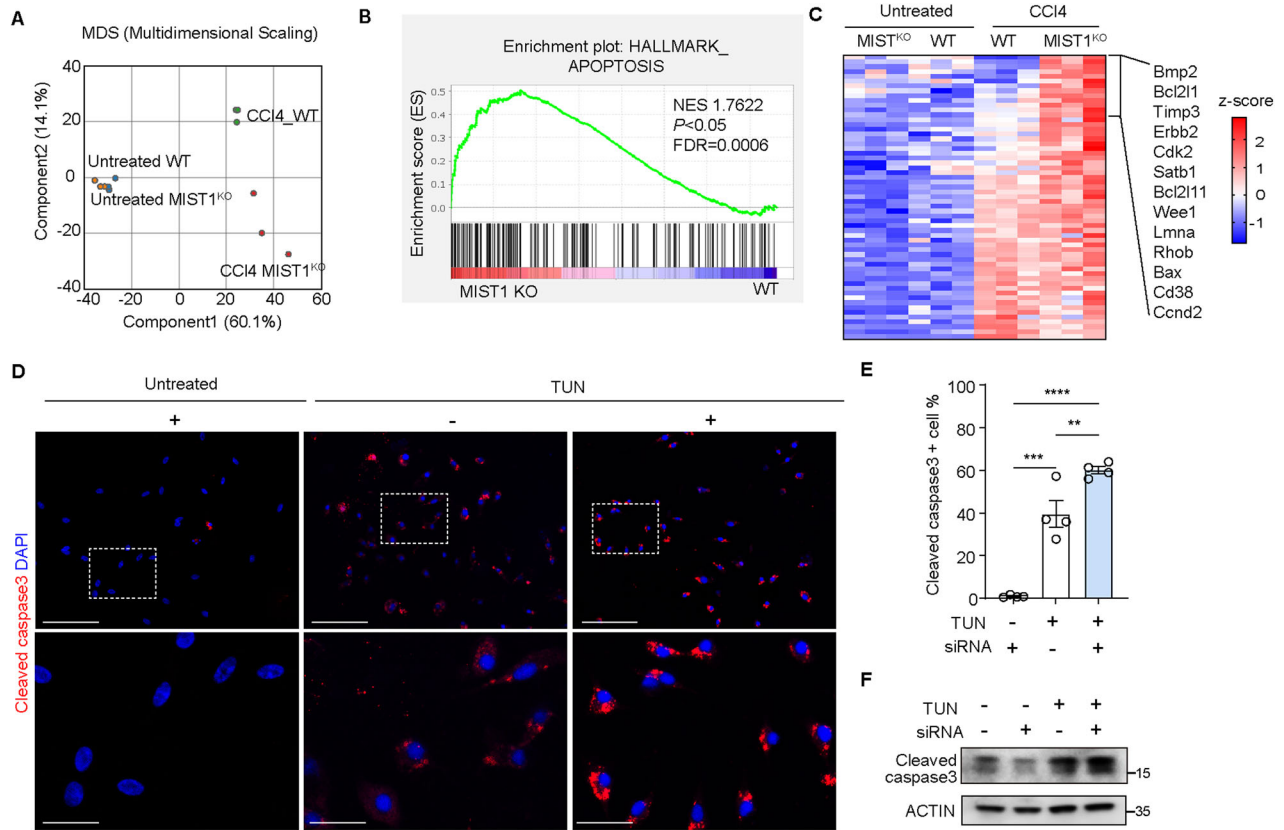 A
MDS (Multidimensional Scaling)
Component2 (14.1%)
40
20
0
-20
-40
CCl4_WT
Untreated WT
Untreated MIST1KO
CCl4 MIST1KO
-40
-20
0
20
40
60
Component1 (60.1%)
B
Enrichment plot: HALLMARK_
APOPTOSIS
Enrichment score (ES)
0.5
0.4
0.3
0.2
0.1
0.0
NES 1.7622
P<0.05
FDR=0.0006
MIST1 KO
WT
C
Untreated
CCl4
MISTKO
WT
WT
MIST1KO
Bmp2
Bcl2l1
Timp3
Erbb2
Cdk2
Satb1
Bcl2l11
Wee1
Lmna
Rhob
Bax
Cd38
Ccnd2
z-score
2
1
0
-1
D
Untreated
TUN
+
-
+
Cleaved caspase3 DAPI
E
Cleaved caspase3 + cell %
100
80
60
40
20
0
****
**
***
TUN - + +
siRNA + - +
F
TUN - - + +
siRNA - + - +
Cleaved
caspase3
15
ACTIN
35